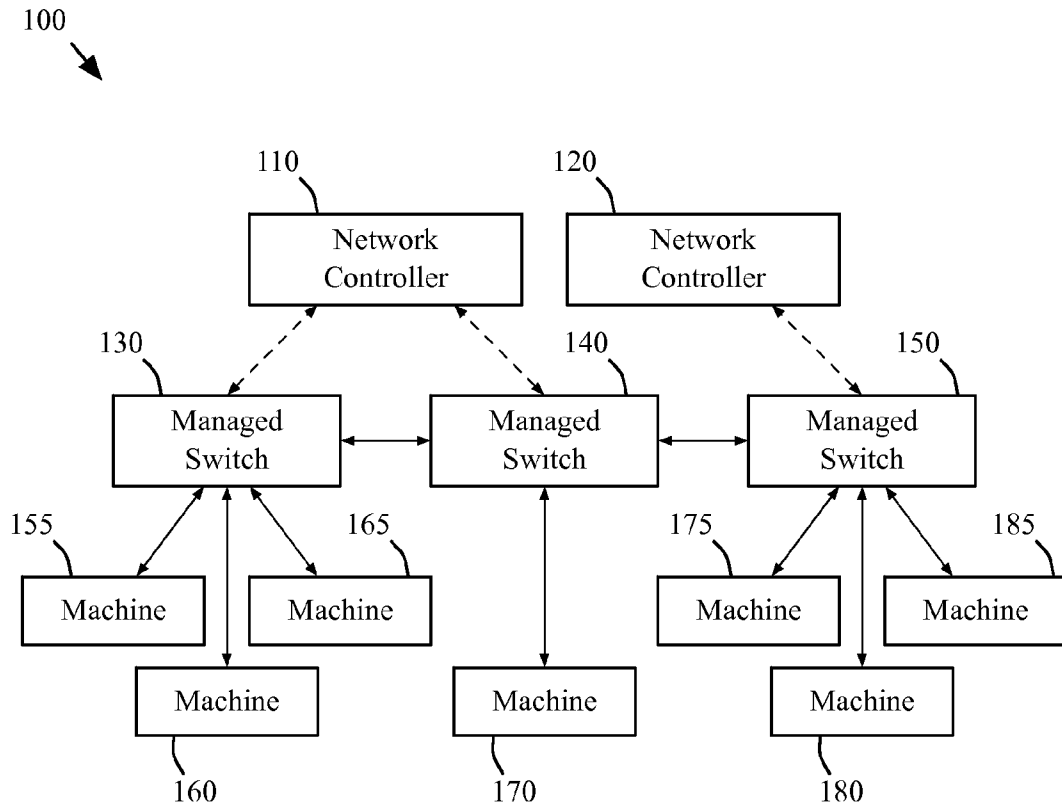 100
110
120
Network
Controller
Network
Controller
130
140
150
Managed
Switch
Managed
Switch
Managed
Switch
155
165
175
185
Machine
Machine
Machine
Machine
Machine
Machine
Machine
160
170
180